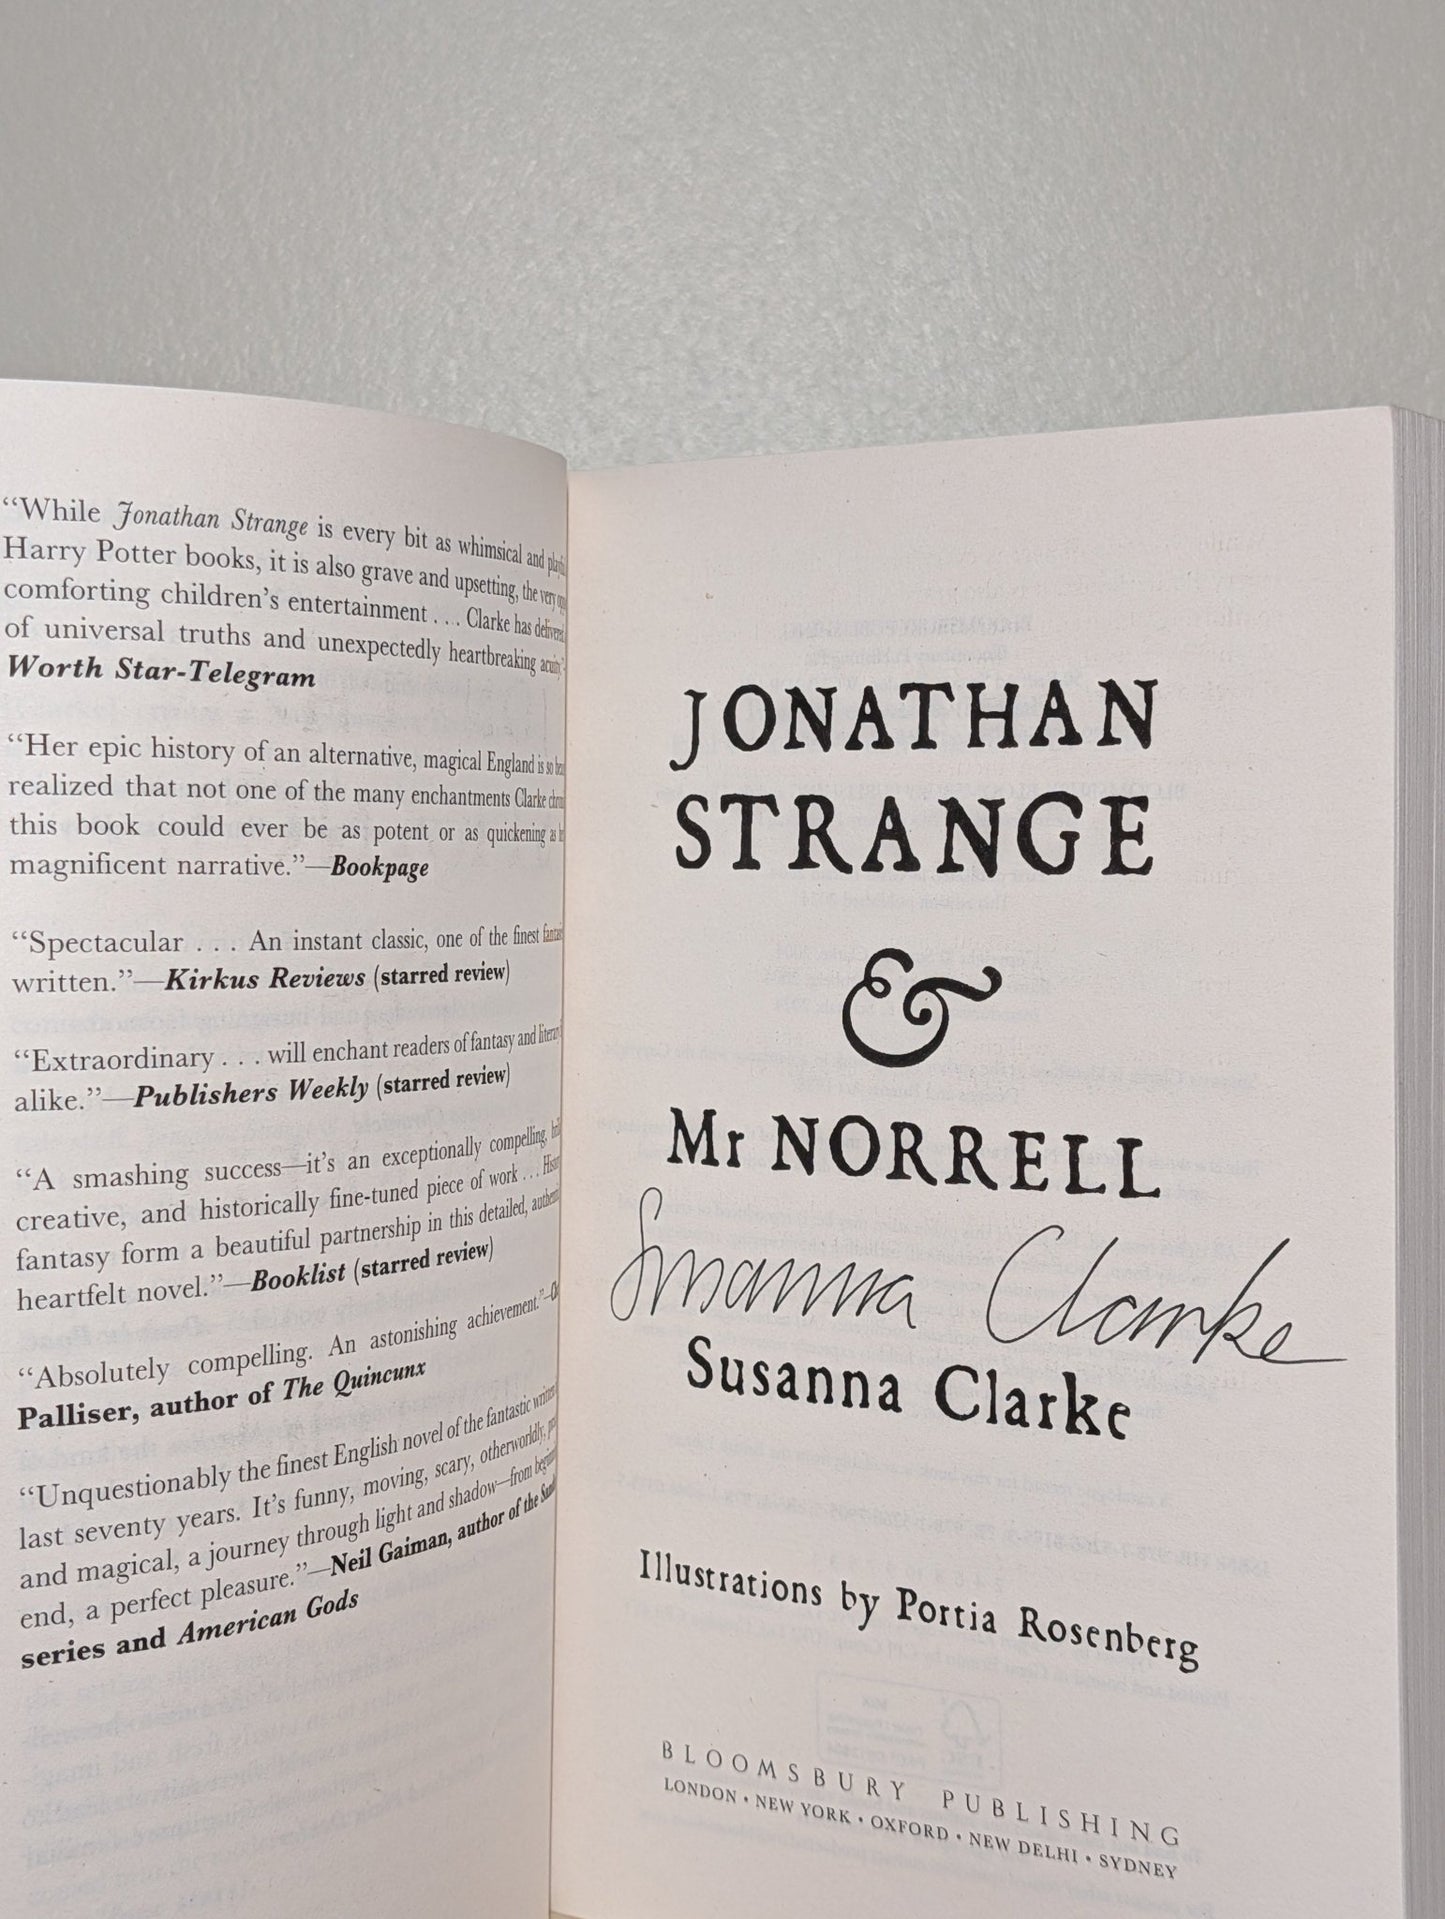 “While Jonathan Strange is every bit as whimsical and
Harry Potter books, it is also grave and upsetting, the very
comforting children’s entertainment . . . Clarke has
of universal truths and unexpectedly heartbreaking
Worth Star-Telegram
“Her epic history of an alternative, magical England is so
realized that not one of the many enchantments Clarke
this book could ever be as potent or as quickening as
magnificent narrative.”—Bookpage
“Spectacular . . . An instant classic, one of the finest
written.”—Kirkus Reviews (starred review)
“Extraordinary . . . will enchant readers of fantasy and
alike.”—Publishers Weekly (starred review)
“A smashing success—it’s an exceptionally compelling,
creative, and historically fine-tuned piece of work . . .
fantasy form a beautiful partnership in this detailed,
heartfelt novel.”—Booklist (starred review)
“Absolutely compelling. An astonishing achievement.”—
Palliser, author of The Quincunx
“Unquestionably the finest English novel of the fantastic written
last seventy years. It’s funny, moving, scary, otherworldly,
and magical, a journey through light and shadow—from
end, a perfect pleasure.”—Neil Gaiman, author of the
series and American Gods
JONATHAN
STRANGE
&
Mr NORRELL
Susanna Clarke
Susanna Clarke
Illustrations by Portia Rosenberg
BLOOMSBURY PUBLISHING
LONDON • NEW YORK • OXFORD • NEW DELHI • SYDNEY